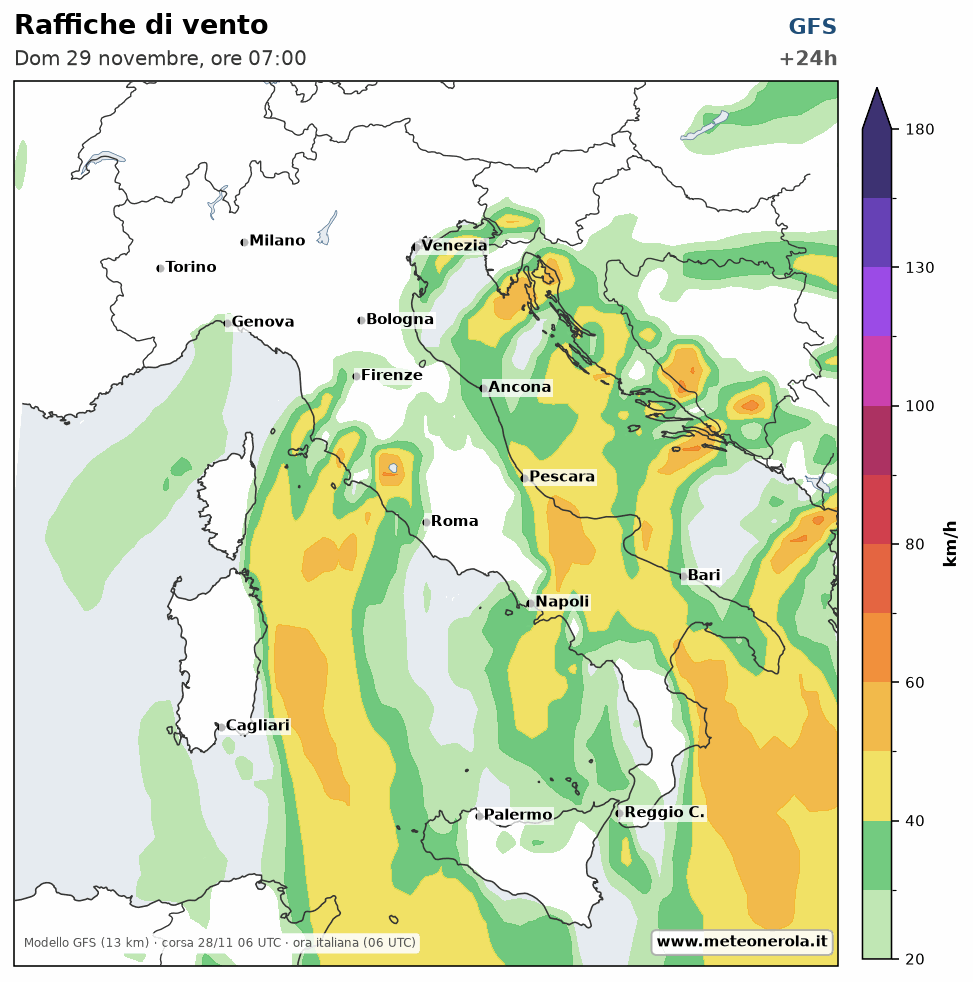 Raffiche di vento
GFS
Dom 29 novembre, ore 07:00
+24h
180
Venezia
Milano
Torino
130
Bologna
Genova
Firenze
Ancona
100
Pescara
Roma
80
km/h
Bari
Napoli
60
Cagliari
Palermo
Reggio C.
40
Modello GFS (13 km) · corsa 28/11 06 UTC · ora italiana (06 UTC)
www.meteonerola.it
20